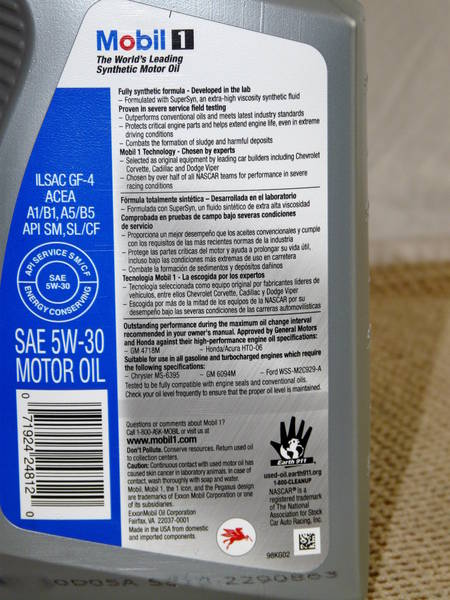 Mobil 1
The World's Leading
Synthetic Motor Oil
Fully synthetic formula - Developed in the lab
– Formulated with SuperSyn, an extra-high viscosity synthetic fluid
Proven in severe service field testing
– Outperforms conventional oils and meets latest industry standards
– Protects critical engine parts and helps extend engine life, even in extreme
driving conditions
– Combats the formation of sludge and harmful deposits
Mobil 1 Technology - Chosen by experts
– Selected as original equipment by leading car builders including Chevrolet
Corvette, Cadillac and Dodge Viper
– Chosen by over half of all NASCAR teams for performance in severe
racing conditions
Fórmula totalmente sintética – Desarrollada en el laboratorio
– Formulada con SuperSyn, un fluido sintético de extra alta viscosidad
Comprobada en pruebas de campo bajo severas condiciones
de servicio
– Proporciona un mejor desempeño que los aceites convencionales y cumple
con los requisitos de las más recientes normas de la industria
– Protege las partes críticas del motor y ayuda a prolongar su vida útil,
incluso bajo las condiciones más extremas de uso en carretera
– Combate la formación de sedimentos y depósitos dañinos
Tecnología Mobil 1 - La escogida por los expertos
– Tecnología seleccionada como equipo original por fabricantes líderes de
vehículos, entre ellos Chevrolet Corvette, Cadillac y Dodge Viper
– Escogida por más de la mitad de los equipos de la NASCAR por su
desempeño bajo las severas condiciones de las carreras automovilísticas
Outstanding performance during the maximum oil change interval
recommended in your owner's manual. Approved by General Motors
and Honda against their high-performance engine oil specifications:
– GM 4718M – Honda/Acura HTO-06
Suitable for use in all gasoline and turbocharged engines which require
the following specifications:
– Chrysler MS-6395 – GM 6094M – Ford WSS-M2C929-A
Tested to be fully compatible with engine seals and conventional oils.
Check your oil level frequently to ensure that the proper oil level is maintained.
ILSAC GF-4
ACEA
A1/B1, A5/B5
API SM, SL/CF
API SERVICE SM/CF
SAE
5W-30
ENERGY CONSERVING
SAE 5W-30
MOTOR OIL
0 71924 24812 0
Questions or comments about Mobil 1?
Call 1-800-ASK-MOBIL or visit us at
www.mobil1.com
Don't Pollute. Conserve resources. Return used oil
to collection centers.
Caution: Continuous contact with used motor oil has
caused skin cancer in laboratory animals. In case of
contact, wash thoroughly with soap and water.
Mobil, Mobil 1, the 1 icon, and the Pegasus design
are trademarks of Exxon Mobil Corporation or one
of its subsidiaries.
ExxonMobil Oil Corporation
Fairfax, VA 22037-0001
Made in USA from domestic
and imported components.
Earth 911
used-oil.earth911.org
1-800-CLEANUP
NASCAR® is a
registered trademark
of The National
Association for Stock
Car Auto Racing, Inc.
98KG02
2290863